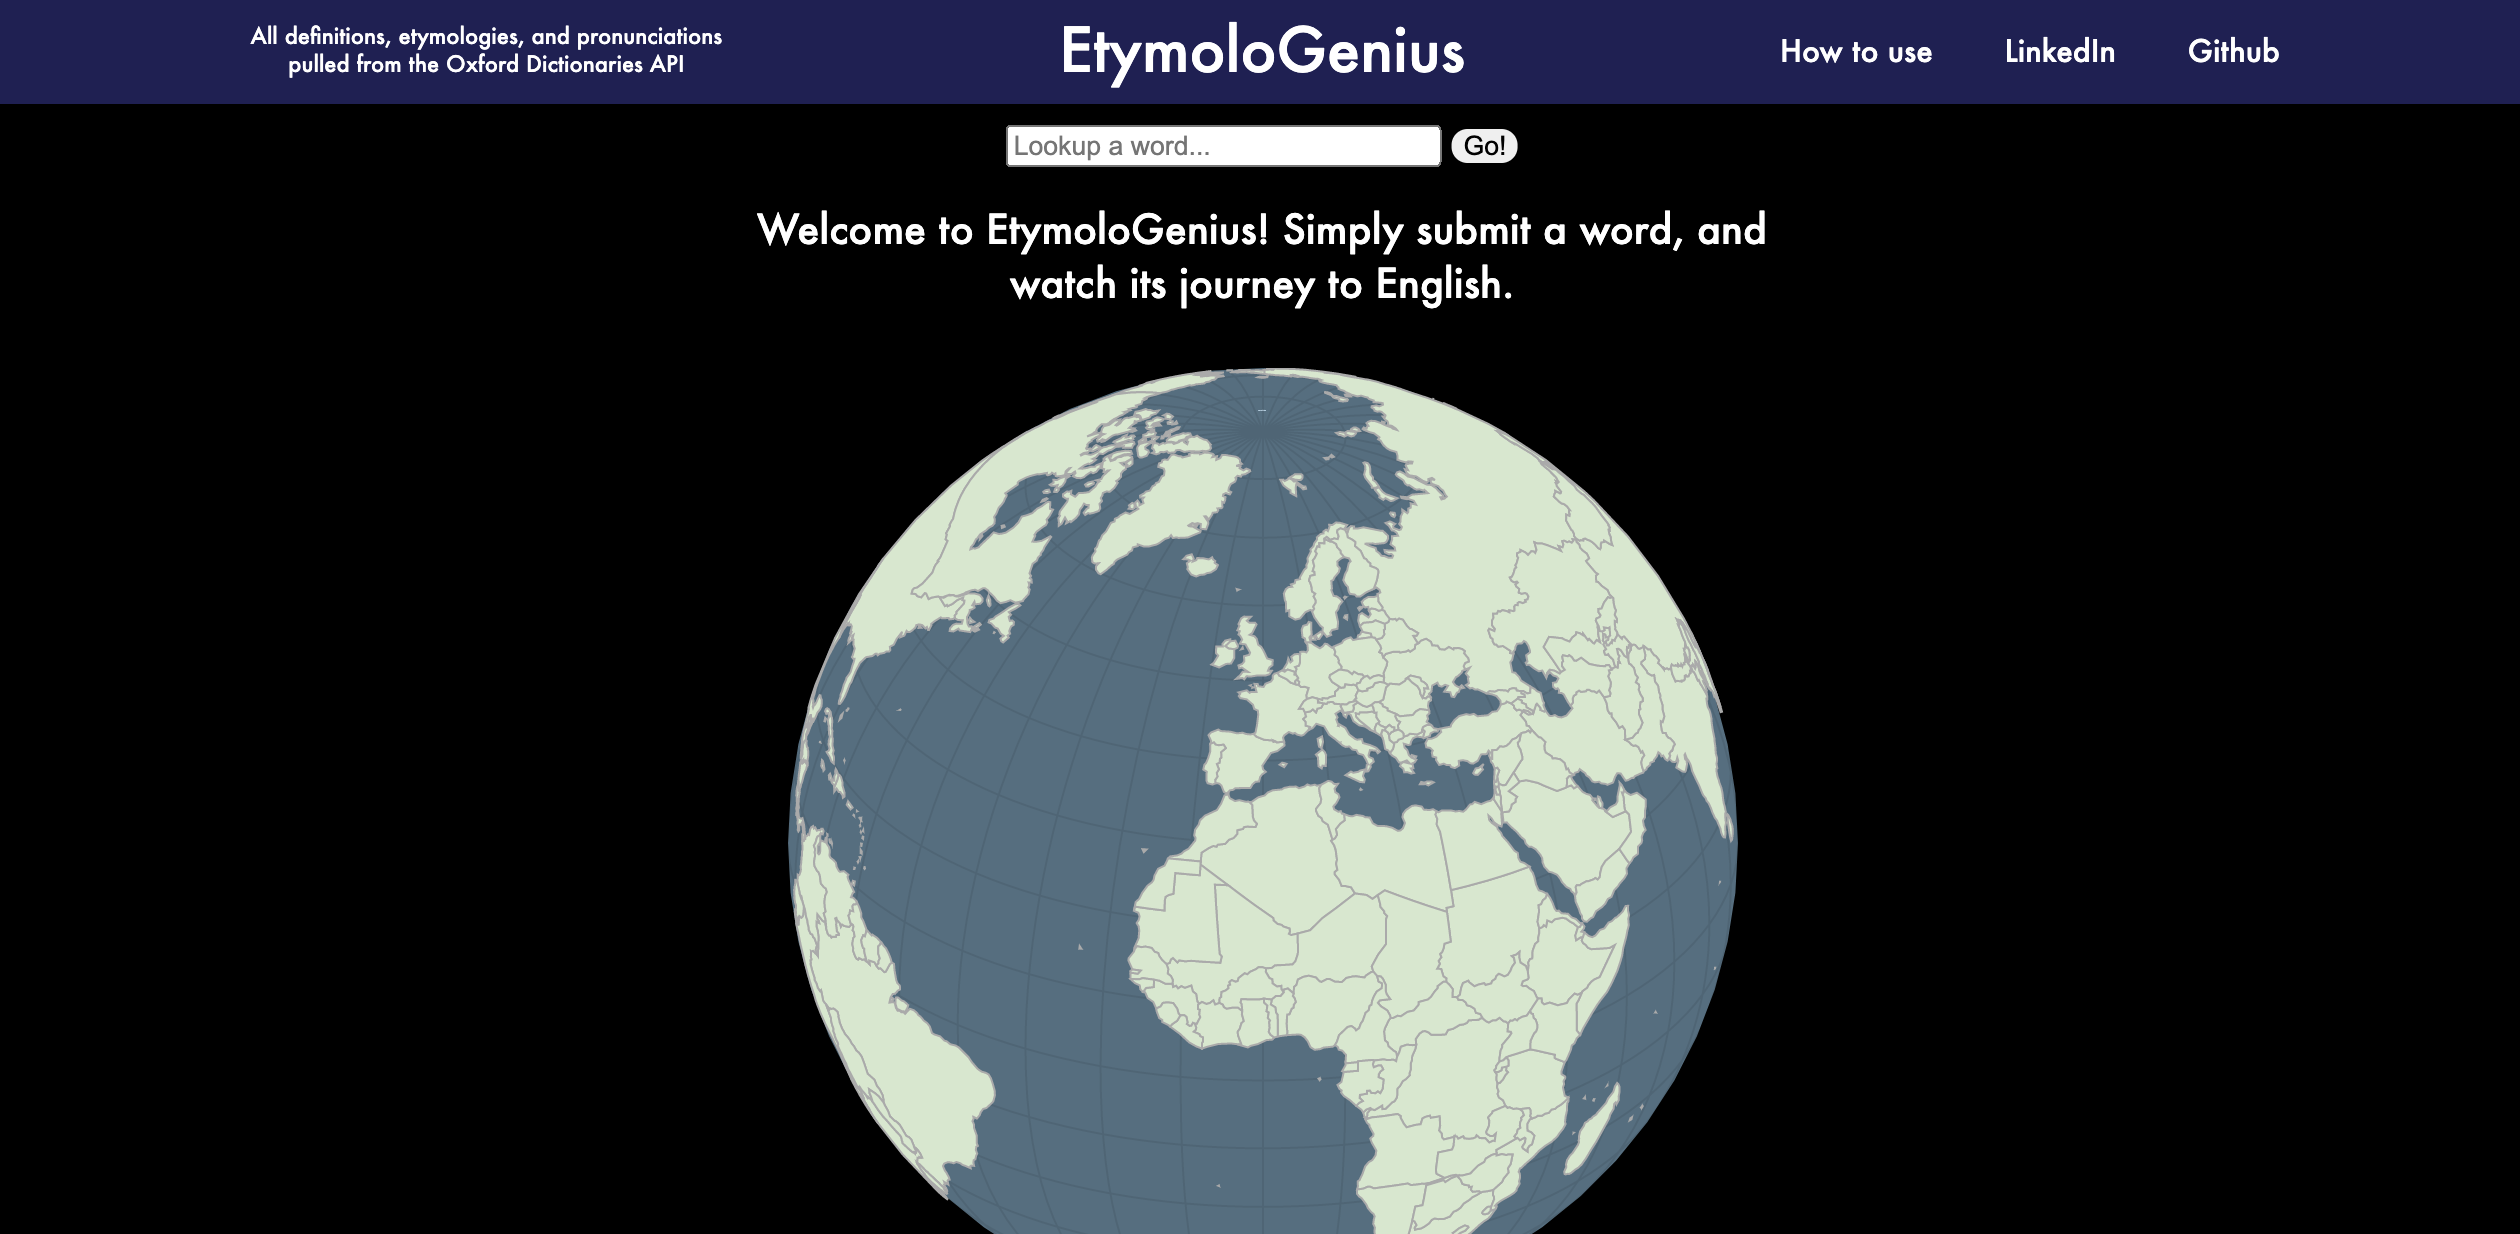 All definitions, etymologies, and pronunciations
pulled from the Oxford Dictionaries API
EtymoloGenius
How to use
LinkedIn
Github
Lookup a word...
Go!
Welcome to EtymoloGenius! Simply submit a word, and
watch its journey to English.